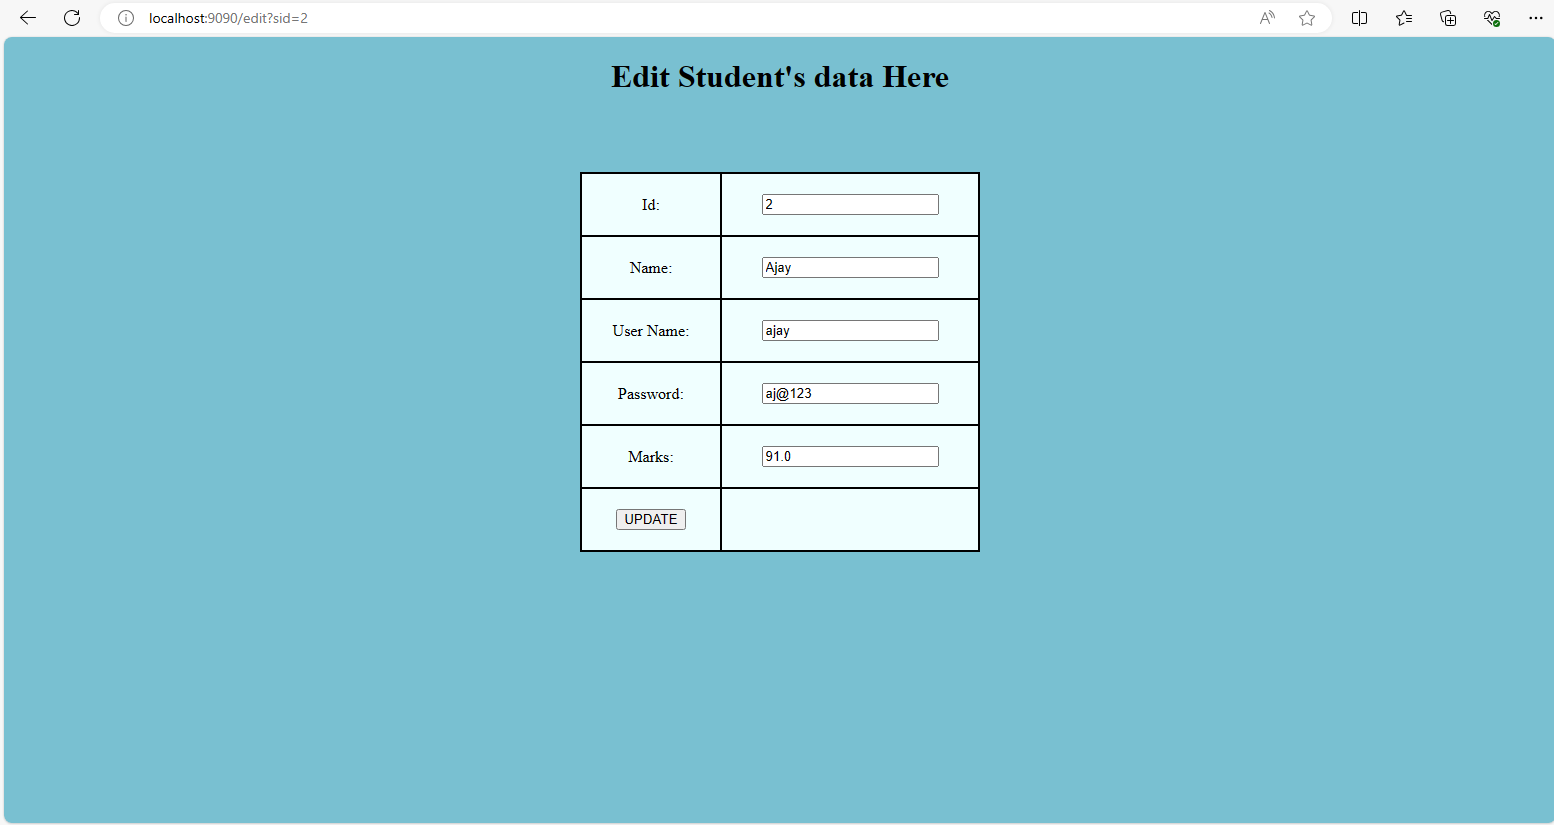 localhost:9090/edit?sid=2
Edit Student's data Here
Id: 2
Name: Ajay
User Name: ajay
Password: aj@123
Marks: 91.0
UPDATE